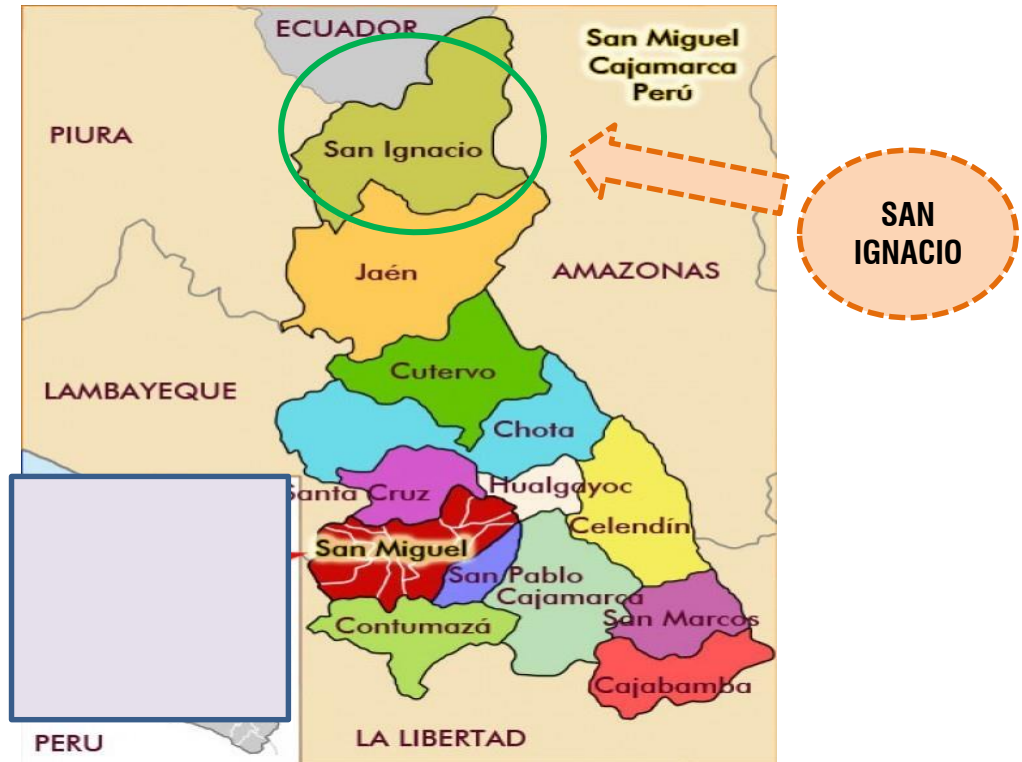 ECUADOR
San Miguel
Cajamarca
Perú
PIURA
San Ignacio
SAN
IGNACIO
Jaén
AMAZONAS
Cutervo
LAMBAYEQUE
Chota
Santa Cruz
Hualgayoc
Celendín
San Miguel
San Pablo
Cajamarca
San Marcos
Contumazá
Cajabamba
PERU
LA LIBERTAD